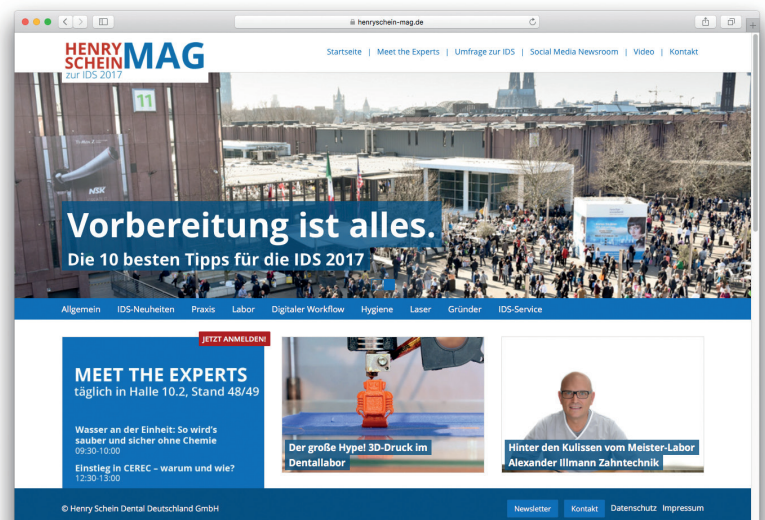 henryschein-mag.de
HENRY SCHEIN MAG
zur IDS 2017
Startseite | Meet the Experts | Umfrage zur IDS | Social Media Newsroom | Video | Kontakt
11
NSK
Vorbereitung ist alles.
Die 10 besten Tipps für die IDS 2017
Allgemein IDS-Neuheiten Praxis Labor Digitaler Workflow Hygiene Laser Gründer IDS-Service
JETZT ANMELDEN!
MEET THE EXPERTS
täglich in Halle 10.2, Stand 48/49
Wasser an der Einheit: So wird's
sauber und sicher ohne Chemie
09:30-10:00
Einstieg in CEREC – warum und wie?
12:30-13:00
Der große Hype! 3D-Druck im
Dentallabor
Hinter den Kulissen vom Meister-Labor
Alexander Illmann Zahntechnik
© Henry Schein Dental Deutschland GmbH
Newsletter Kontakt Datenschutz Impressum